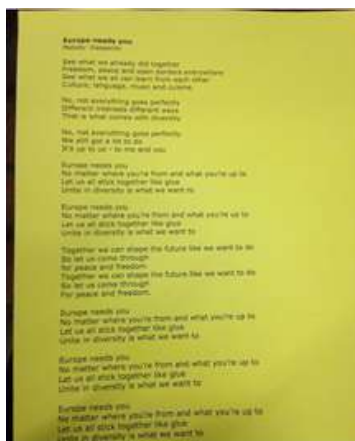 Europe needs you
Melody: Despacito
See what we already did together
Freedom, peace and open borders everywhere
See what we all can learn from each other
Culture, language, music and cuisine.
No, not everything goes perfectly
Different interests different ways
That is what comes with diversity
No, not everything goes perfectly
We still got a lot to do
It's up to us - to me and you
Europe needs you
No matter where you're from and what you're up to
Let us all stick together like glue
Unite in diversity is what we want to
Europe needs you
No matter where you're from and what you're up to
Let us all stick together like glue
Unite in diversity is what we want to
Together we can shape the future like we want to do
So let us come through
for peace and freedom.
Together we can shape the future like we want to do
So let us come through
For peace and freedom.
Europe needs you
No matter where you're from and what you're up to
Let us all stick together like glue
Unite in diversity is what we want to
Europe needs you
No matter where you're from and what you're up to
Let us all stick together like glue
Unite in diversity is what we want to
Europe needs you
No matter where you're from and what you're up to
Let us all stick together like glue
Unite in diversity is what we want to